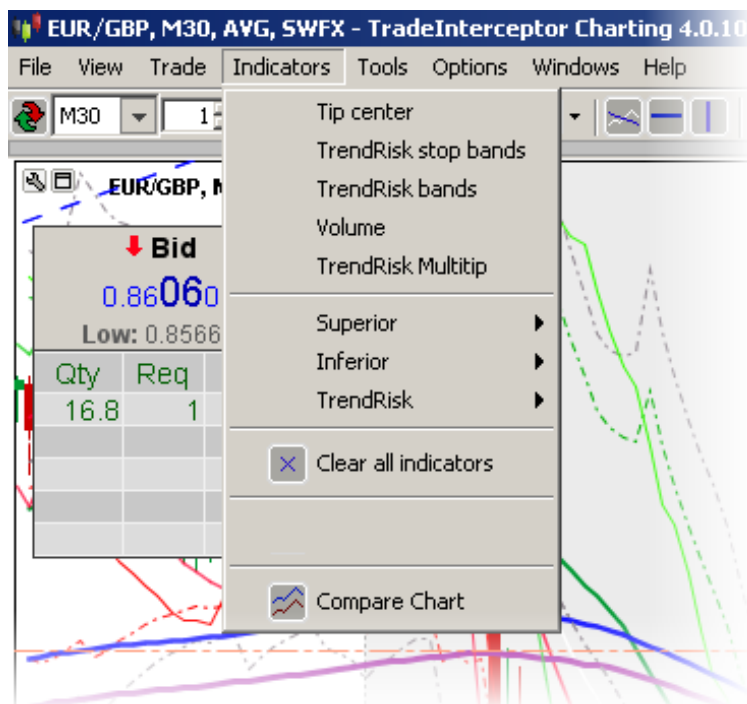 EUR/GBP, M30, AVG, SWFX - TradeInterceptor Charting 4.0.10
File View Trade Indicators Tools Options Windows Help
M30 1
Tip center
TrendRisk stop bands
TrendRisk bands
Volume
TrendRisk Multitip
Superior
Inferior
TrendRisk
Clear all indicators
Compare Chart
EUR/GBP,
Bid
0.86060
Low: 0.8566
Qty Req
16.8 1